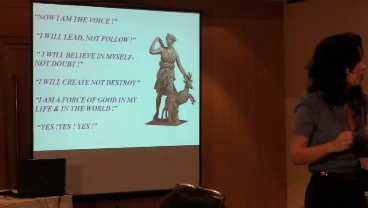 "NOW I AM THE VOICE !"
"I WILL LEAD, NOT FOLLOW !"
" I WILL BELIEVE IN MYSELF-
NOT DOUBT !"
"I WILL CREATE NOT DESTROY"
"I AM A FORCE OF GOOD IN MY
LIFE & IN THE WORLD !"
"YES !YES ! YES !"